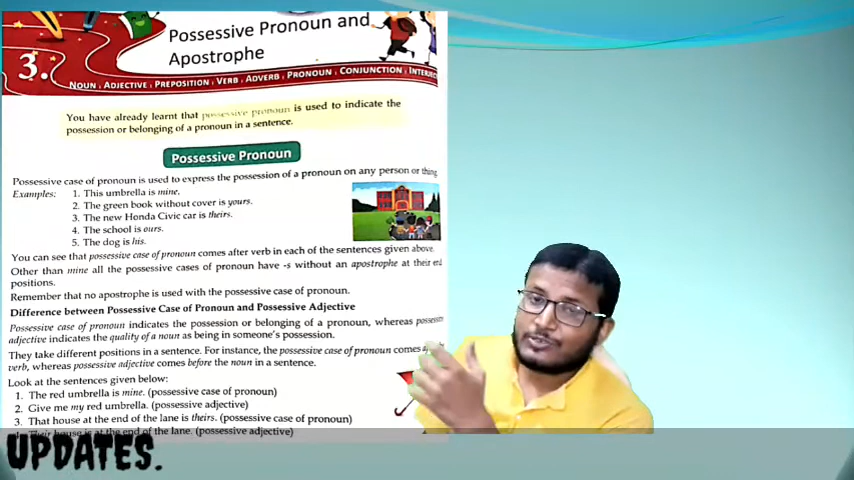 Possessive Pronoun and
Apostrophe
3.
NOUN, ADJECTIVE, PREPOSITION, VERB, ADVERB, PRONOUN, CONJUNCTION,
You have already learnt that possessive pronoun is used to indicate the
possession or belonging of a pronoun in a sentence.
Possessive Pronoun
Possessive case of pronoun is used to express the possession of a pronoun on any person or thing
Examples: 1. This umbrella is mine.
2. The green book without cover is yours.
3. The new Honda Civic car is theirs.
4. The school is ours.
5. The dog is his.
You can see that possessive case of pronoun comes after verb in each of the sentences given above.
Other than mine all the possessive cases of pronoun have -s without an apostrophe at their end
positions.
Remember that no apostrophe is used with the possessive case of pronoun.
Difference between Possessive Case of Pronoun and Possessive Adjective
Possessive case of pronoun indicates the possession or belonging of a pronoun, whereas
adjective indicates the quality of a noun as being in someone's possession.
They take different positions in a sentence. For instance, the possessive case of pronoun comes
verb, whereas possessive adjective comes before the noun in a sentence.
Look at the sentences given below:
1. The red umbrella is mine. (possessive case of pronoun)
2. Give me my red umbrella. (possessive adjective)
3. That house at the end of the lane is theirs. (possessive case of pronoun)
Their house is at the end of the lane. (possessive adjective)
UPDATES.